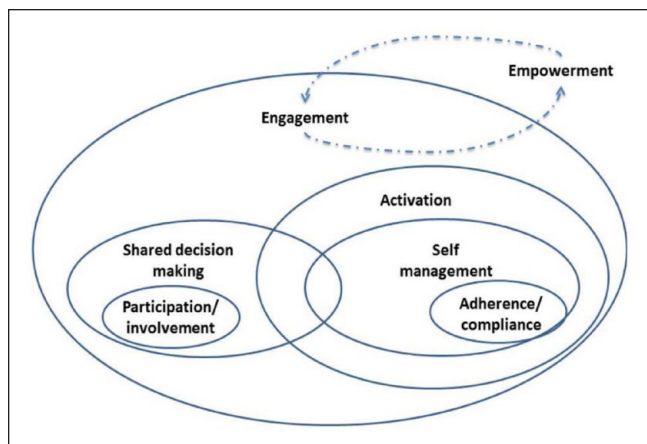 Empowerment
Engagement
Activation
Shared decision
making
Self
management
Participation/
involvement
Adherence/
compliance